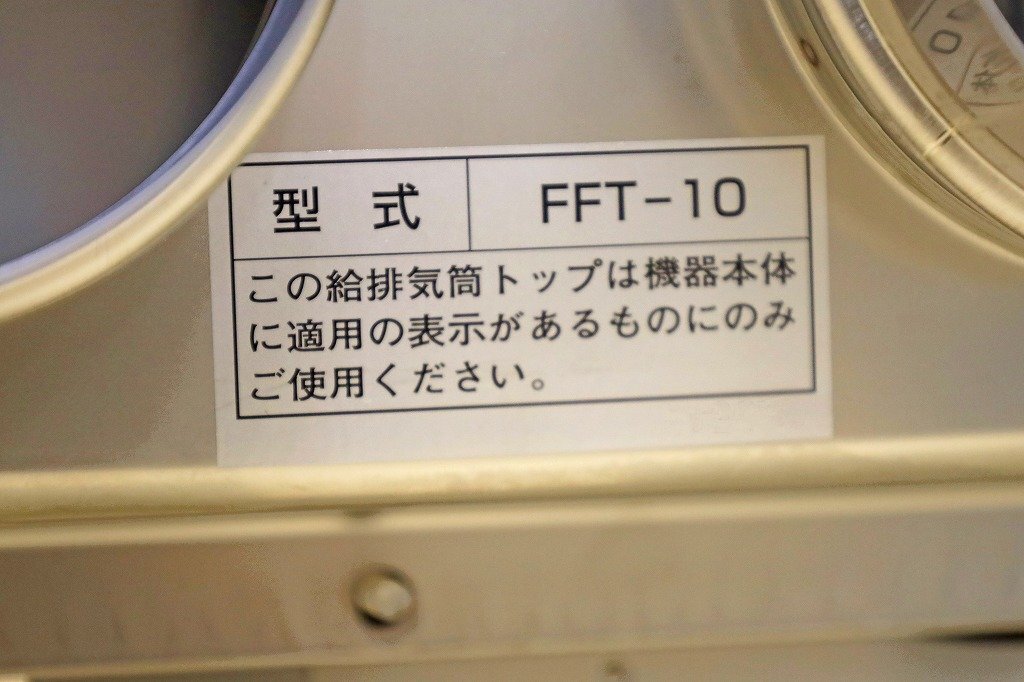 型 式 FFT-10
この給排気筒トップは機器本体
に適用の表示があるものにのみ
ご使用ください。